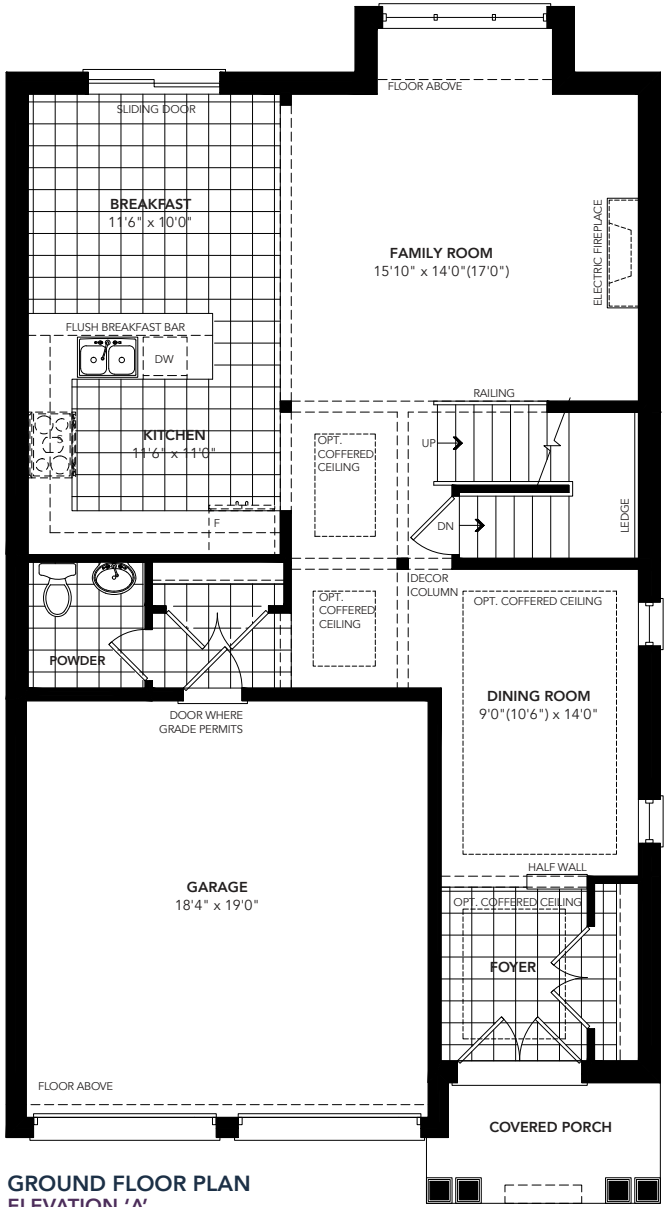 FLOOR ABOVE
SLIDING DOOR
BREAKFAST
11'6" x 10'0"
FAMILY ROOM
15'10" x 14'0"(17'0")
ELECTRIC FIREPLACE
FLUSH BREAKFAST BAR
DW
RAILING
KITCHEN
11'6" x 11'0"
S
UP
OPT.
COFFERED
CEILING
F
DN
LEDGE
DECOR
COLUMN
OPT.
COFFERED
CEILING
OPT. COFFERED CEILING
POWDER
DINING ROOM
9'0"(10'6") x 14'0"
DOOR WHERE
GRADE PERMITS
GARAGE
18'4" x 19'0"
HALF WALL
OPT. COFFERED CEILING
FOYER
FLOOR ABOVE
COVERED PORCH
GROUND FLOOR PLAN
ELEVATION 'A'